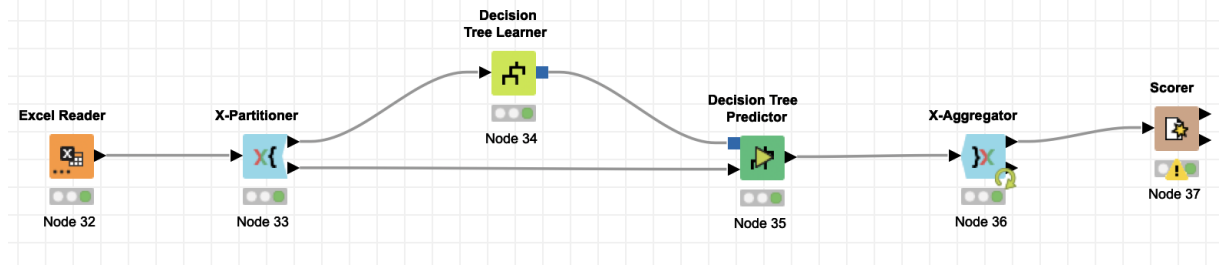 Decision
Tree Learner
Node 34
Excel Reader
Node 32
X-Partitioner
Node 33
Decision Tree
Predictor
Node 35
X-Aggregator
Node 36
Scorer
Node 37